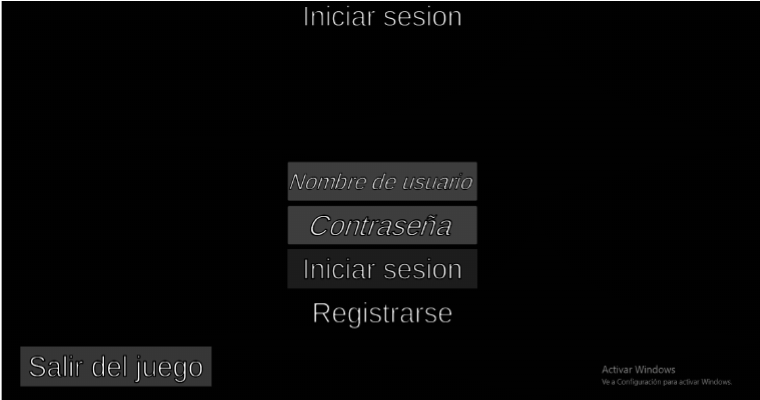 Iniciar sesion
Nombre de usuario
Contraseña
Iniciar sesion
Registrarse
Salir del juego
Activar Windows
Ve a Configuración para activar Windows.